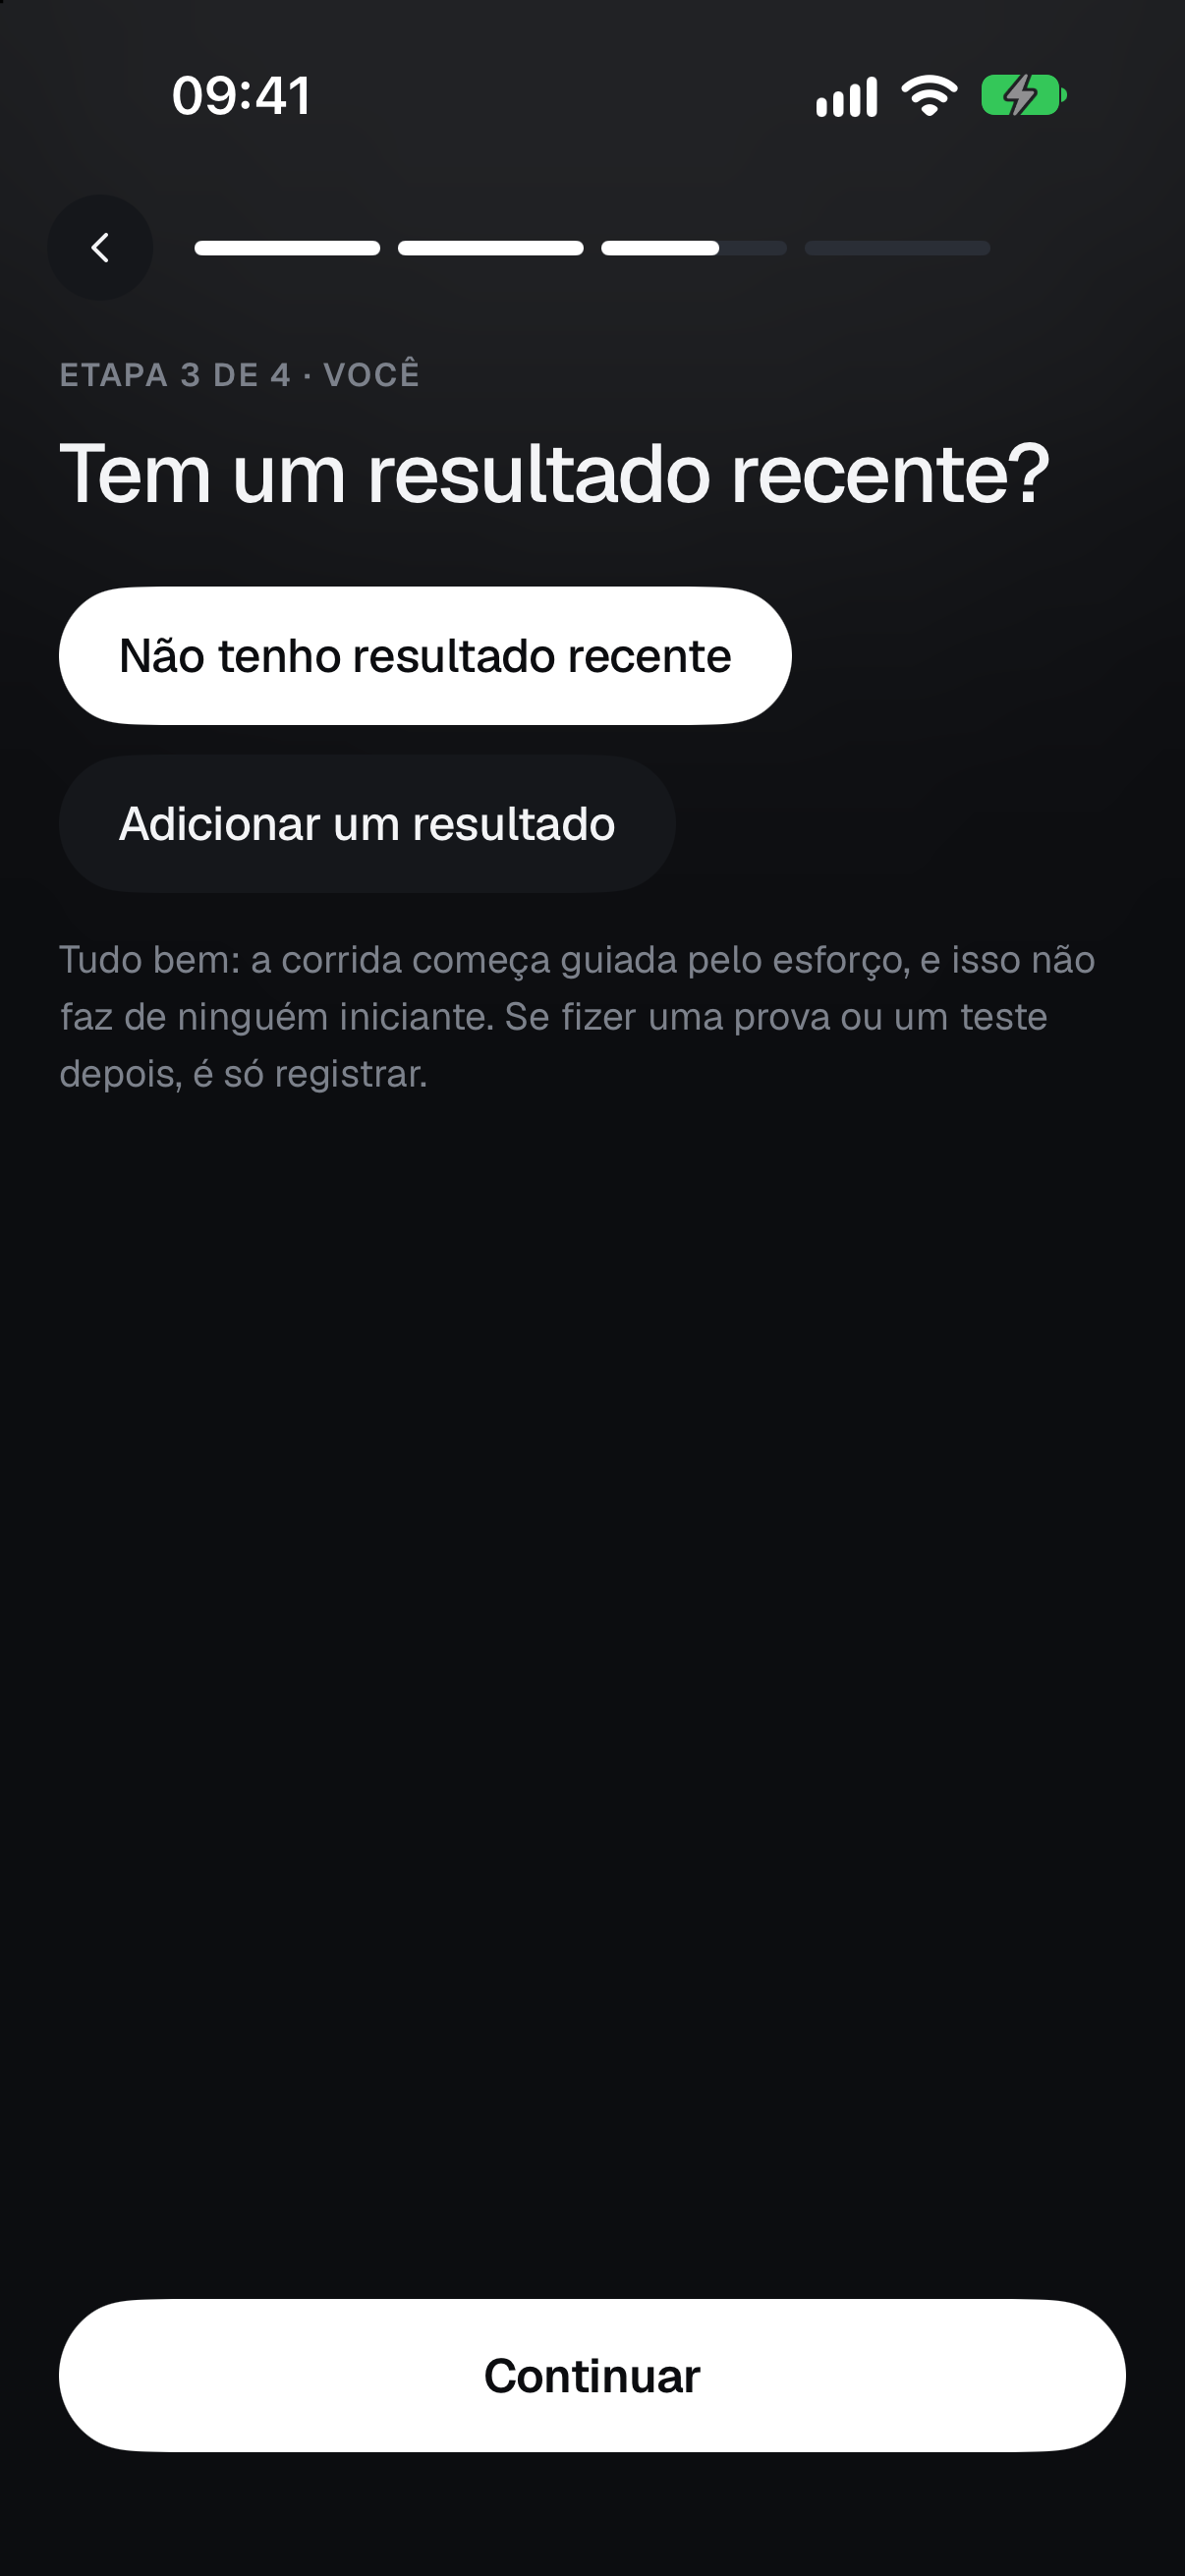 09:41
ETAPA 3 DE 4 · VOCÊ
Tem um resultado recente?
Não tenho resultado recente
Adicionar um resultado
Tudo bem: a corrida começa guiada pelo esforço, e isso não
faz de ninguém iniciante. Se fizer uma prova ou um teste
depois, é só registrar.
Continuar